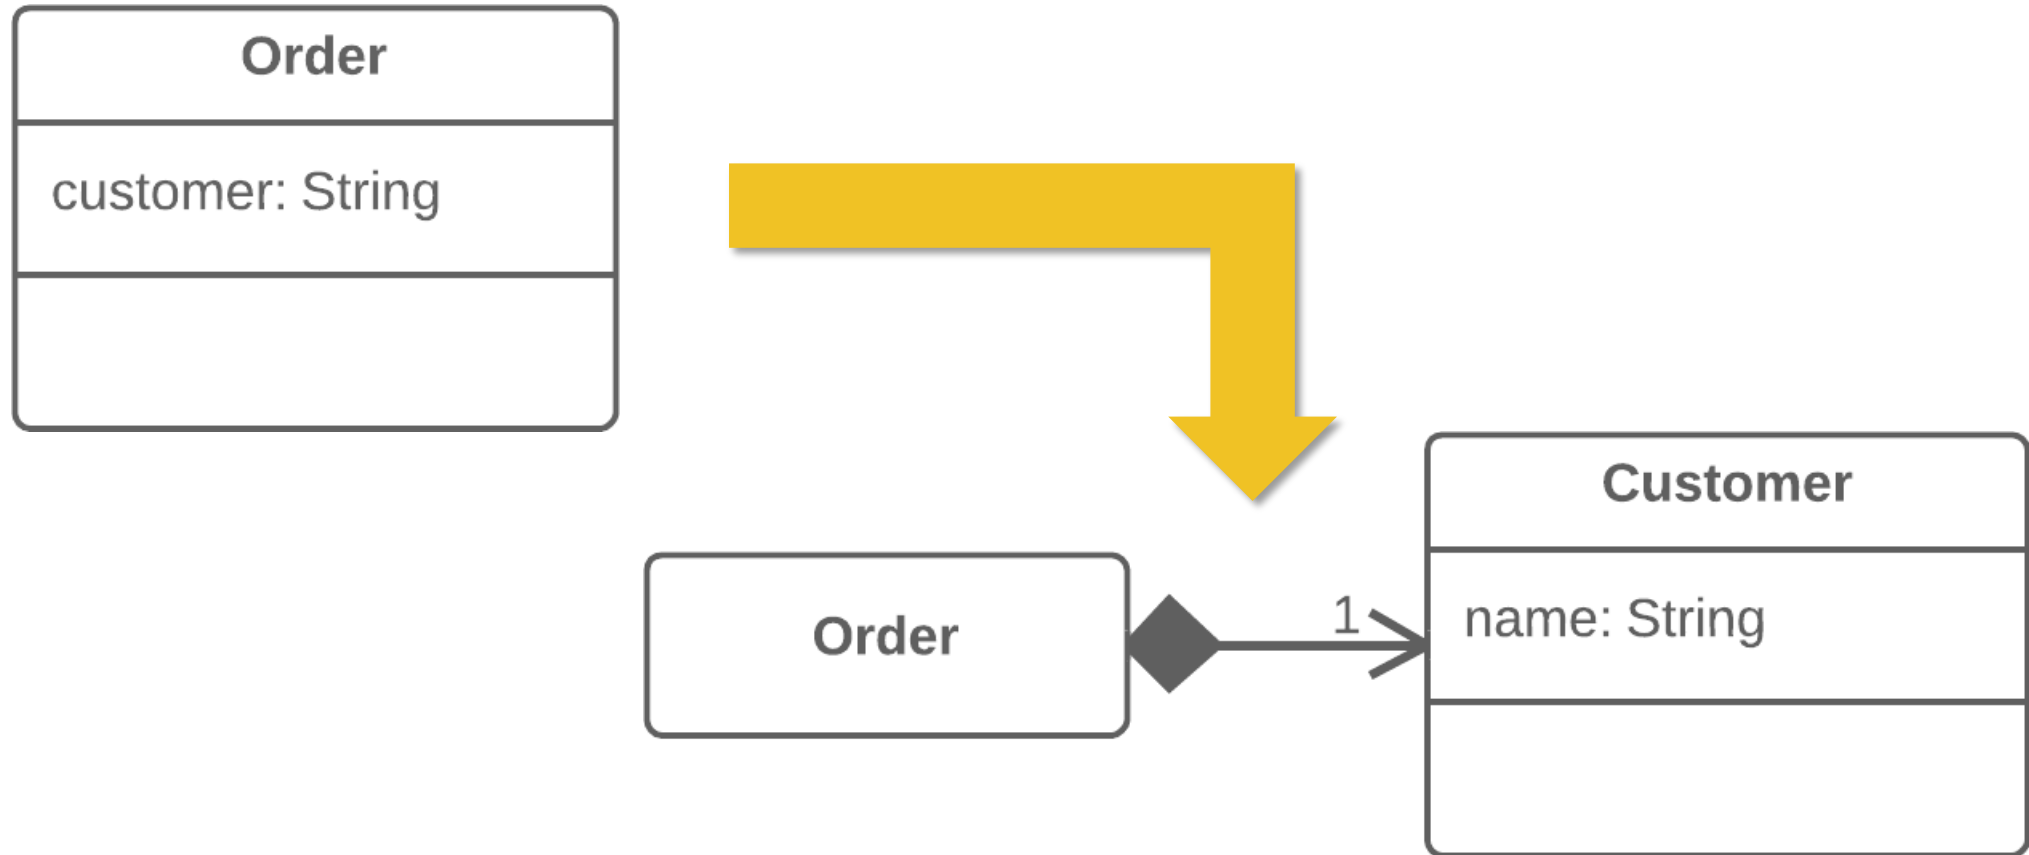 Order
customer: String
Order
1
Customer
name: String